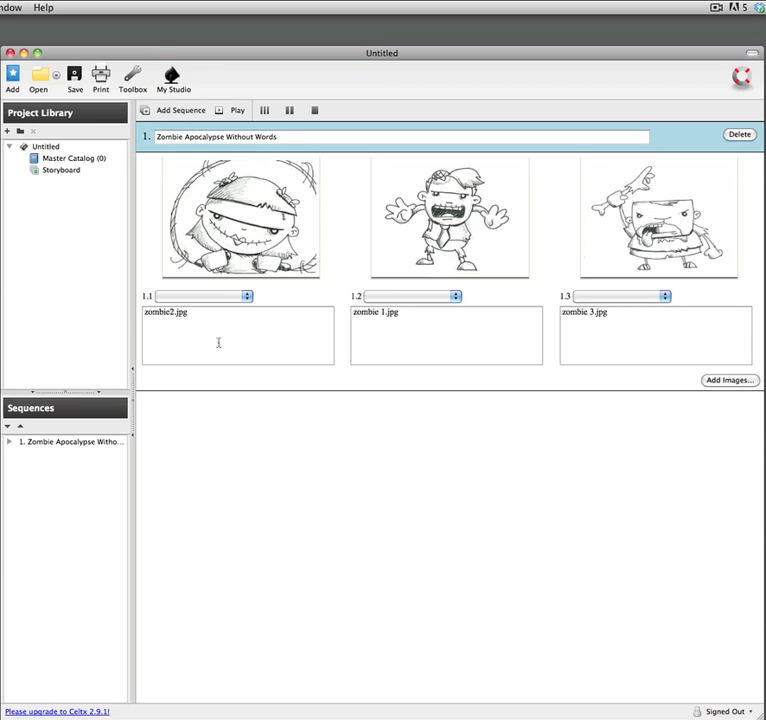 ndow Help 5
Untitled
Add Open Save Print Toolbox My Studio
Project Library
Add Sequence Play
Untitled
Master Catalog (0)
Storyboard
1. Zombie Apocalypse Without Words Delete
1.1 1.2 1.3
zombie2.jpg zombie 1.jpg zombie 3.jpg
Add Images...
Sequences
1. Zombie Apocalypse Witho...
Please upgrade to Celtx 2.9.1! Signed Out